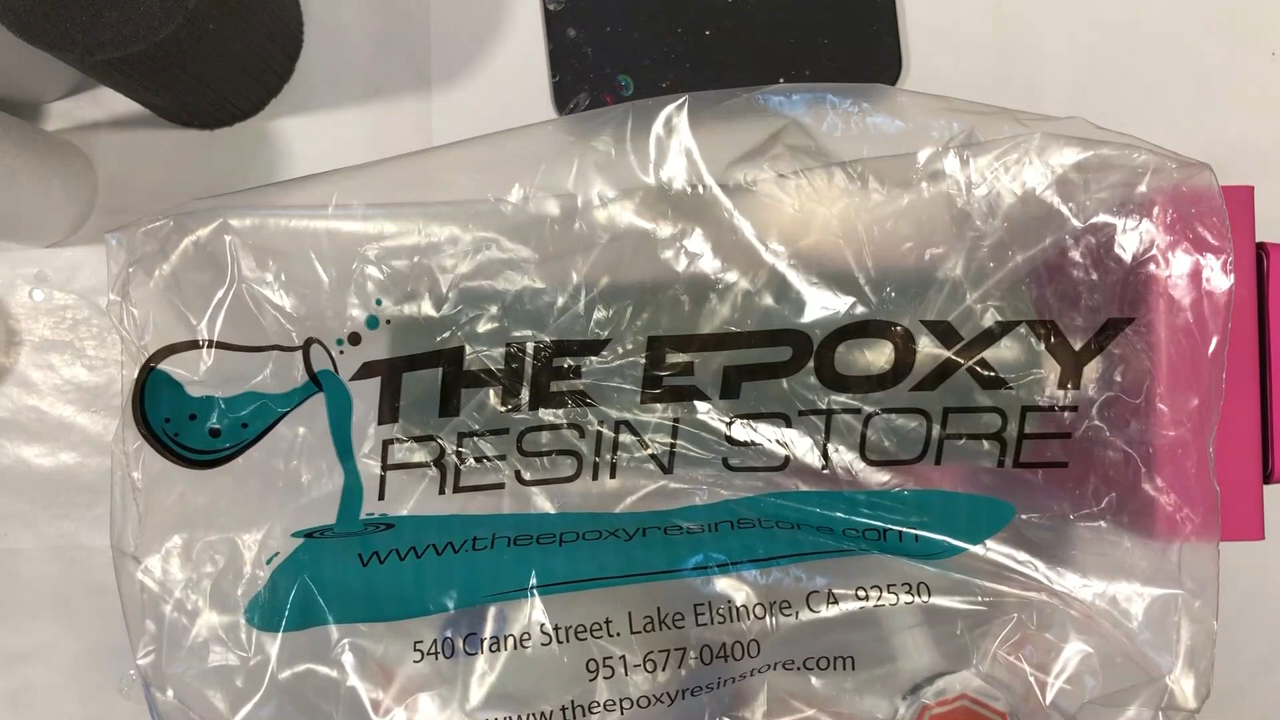 THE EPOXY
RESIN STORE
www.theepoxyresinstore.com
540 Crane Street. Lake Elsinore, CA. 92530
951-677-0400
www.theepoxyresinstore.com